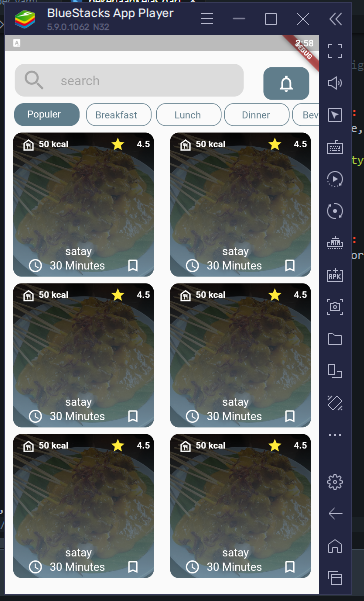 BlueStacks App Player
5.9.0.1062 N32
2:58
search
Populer
Breakfast
Lunch
Dinner
Bev
50 kcal 4.5
50 kcal 4.5
satay
30 Minutes
satay
30 Minutes
50 kcal 4.5
50 kcal 4.5
satay
30 Minutes
satay
30 Minutes
50 kcal 4.5
50 kcal 4.5
satay
30 Minutes
satay
30 Minutes
APK